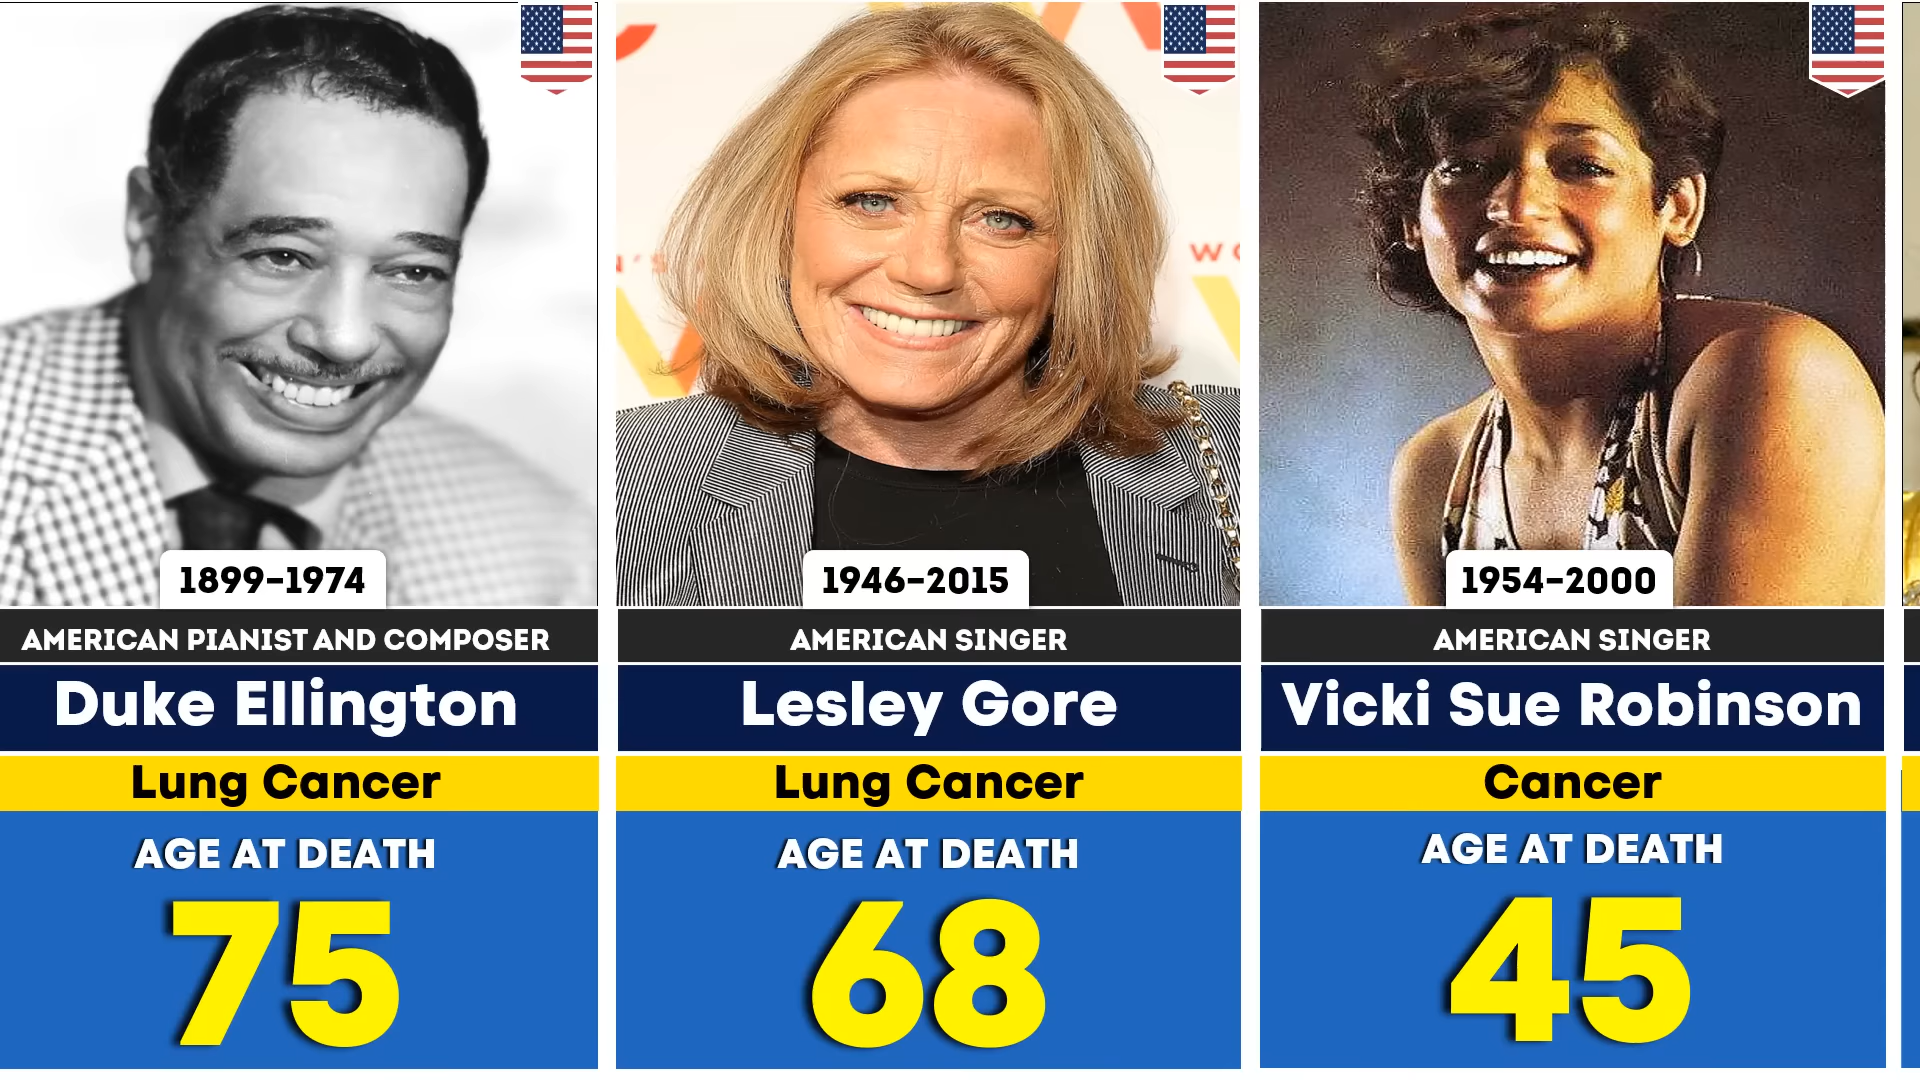 1899-1974
AMERICAN PIANIST AND COMPOSER
Duke Ellington
Lung Cancer
AGE AT DEATH
75
N'S
WO
1946-2015
AMERICAN SINGER
Lesley Gore
Lung Cancer
AGE AT DEATH
68
1954-2000
AMERICAN SINGER
Vicki Sue Robinson
Cancer
AGE AT DEATH
45